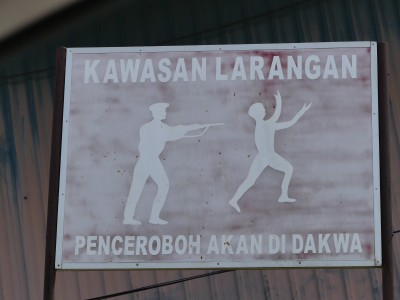 KAWASAN LARANGAN
PENCEROBOH AKAN DI DAKWA